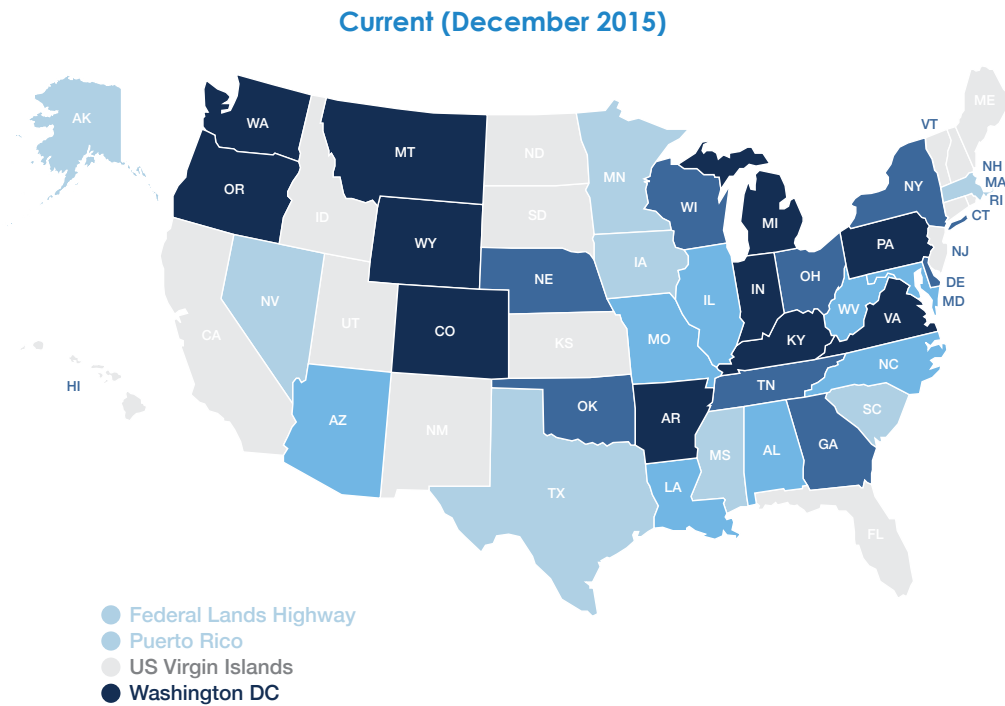 Current (December 2015)
AK
WA
MT
ND
MN
ME
VT
NH
MA
RI
CT
OR
ID
SD
WI
NY
MI
WY
IA
PA
NJ
NE
OH
DE
MD
NV
UT
CO
IL
IN
WV
VA
CA
KS
MO
KY
HI
NC
TN
AZ
NM
OK
AR
SC
MS
AL
GA
TX
LA
FL
Federal Lands Highway
Puerto Rico
US Virgin Islands
Washington DC